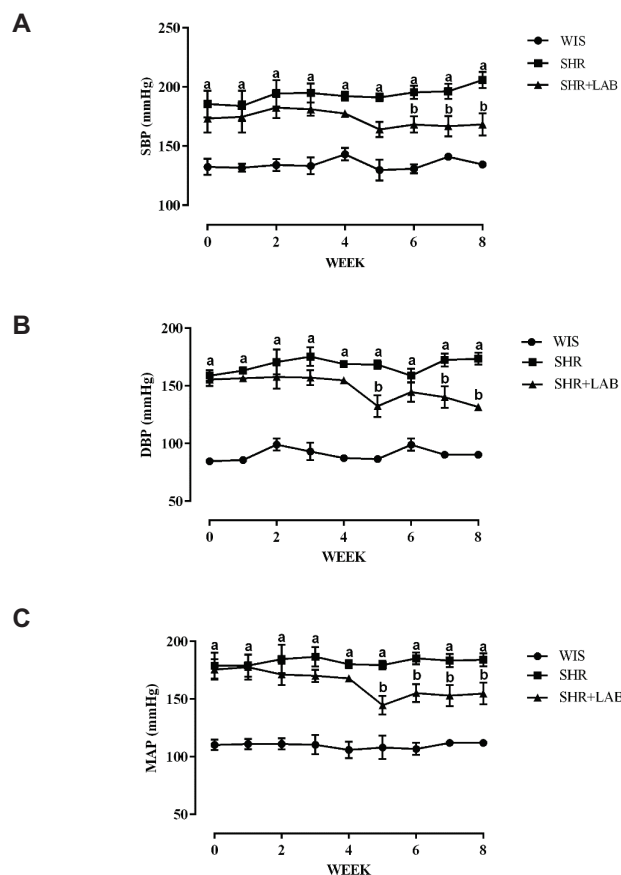 A
250
200
150
100
SBP (mmHg)
a a a a a a a a a
b b b
WIS
SHR
SHR+LAB
0 2 4 6 8
WEEK
B
200
150
100
50
DBP (mmHg)
a a a a a a a a a
b b b
WIS
SHR
SHR+LAB
0 2 4 6 8
WEEK
C
200
150
100
50
MAP (mmHg)
a a a a a a a a a
b b b b
WIS
SHR
SHR+LAB
0 2 4 6 8
WEEK